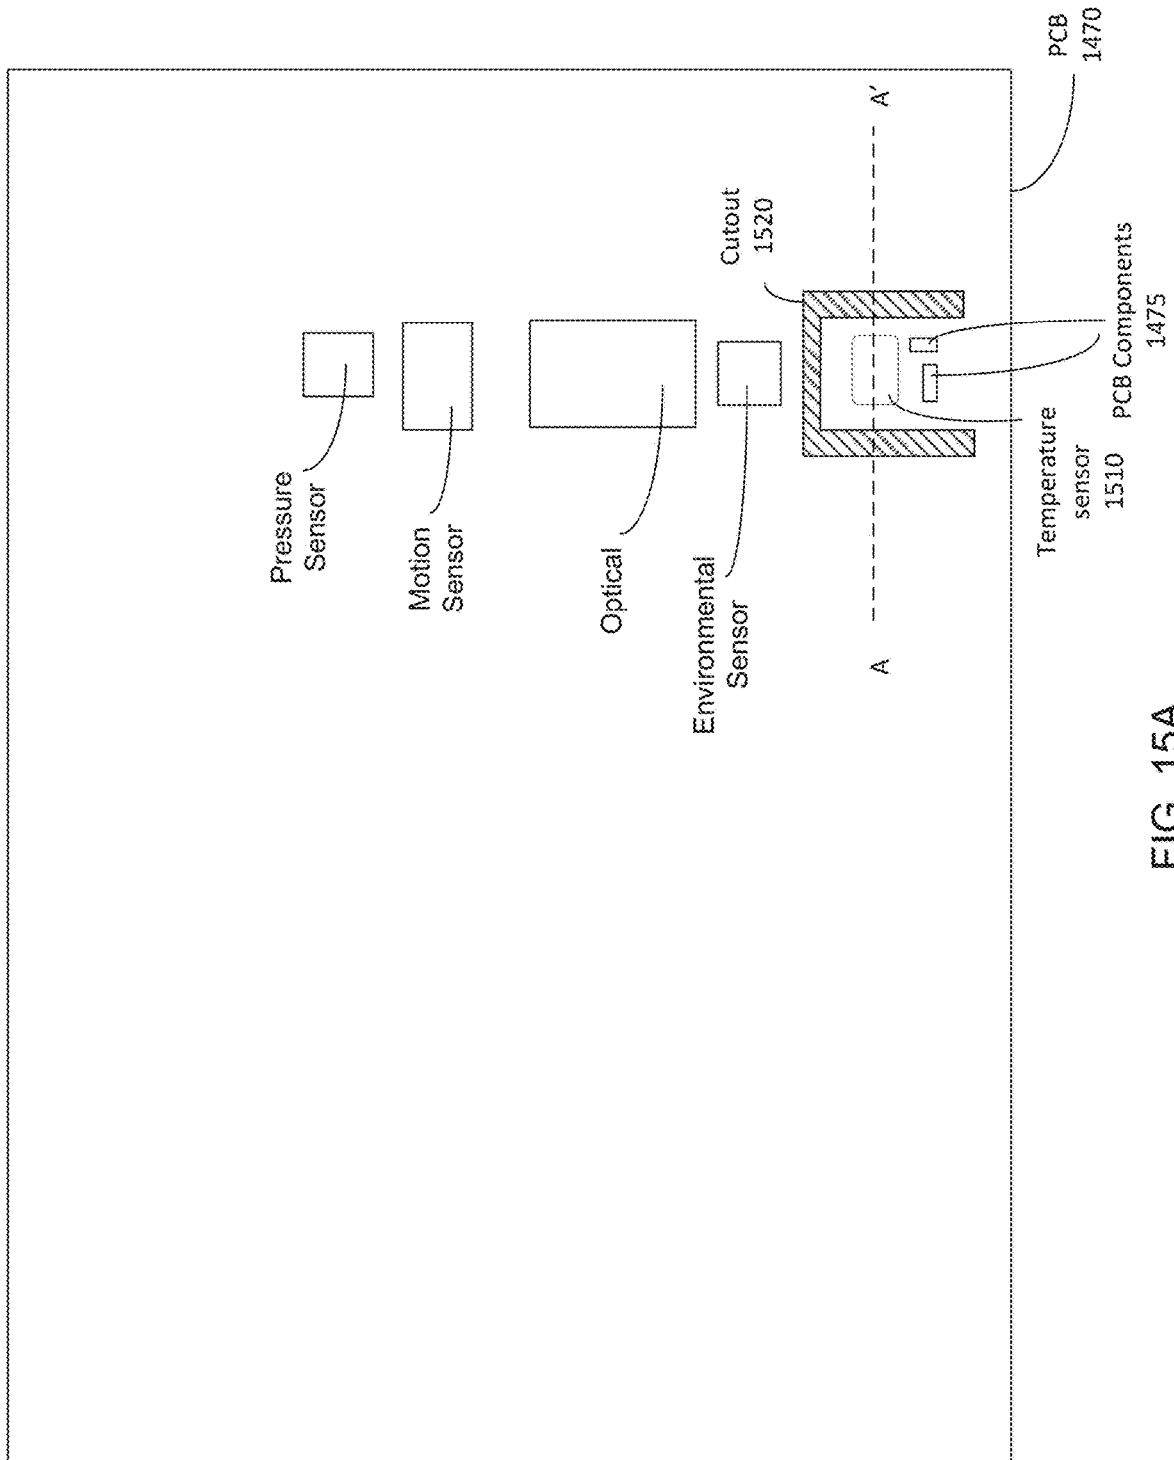 PCB
1470
A
A′
Cutout
1520
Pressure
Sensor
Motion
Sensor
Optical
Environmental
Sensor
Temperature
sensor
1510
PCB Components
1475
FIG. 15A